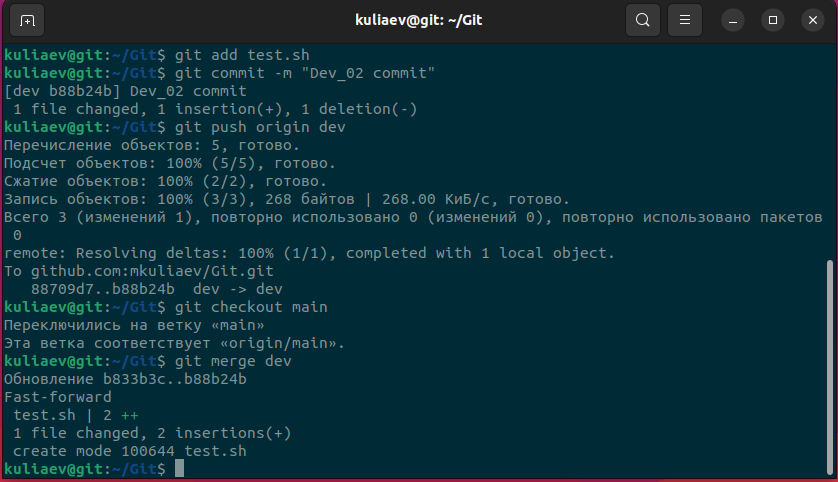 kuliaev@git: ~/Git
kuliaev@git:~/Git$ git add test.sh
kuliaev@git:~/Git$ git commit -m "Dev_02 commit"
[dev b88b24b] Dev_02 commit
 1 file changed, 1 insertion(+), 1 deletion(-)
kuliaev@git:~/Git$ git push origin dev
Перечисление объектов: 5, готово.
Подсчет объектов: 100% (5/5), готово.
Сжатие объектов: 100% (2/2), готово.
Запись объектов: 100% (3/3), 268 байтов | 268.00 КиБ/с, готово.
Всего 3 (изменений 1), повторно использовано 0 (изменений 0), повторно использовано пакетов
 0
remote: Resolving deltas: 100% (1/1), completed with 1 local object.
To github.com:mkuliaev/Git.git
   88709d7..b88b24b  dev -> dev
kuliaev@git:~/Git$ git checkout main
Переключились на ветку «main»
Эта ветка соответствует «origin/main».
kuliaev@git:~/Git$ git merge dev
Обновление b833b3c..b88b24b
Fast-forward
 test.sh | 2 ++
 1 file changed, 2 insertions(+)
 create mode 100644 test.sh
kuliaev@git:~/Git$